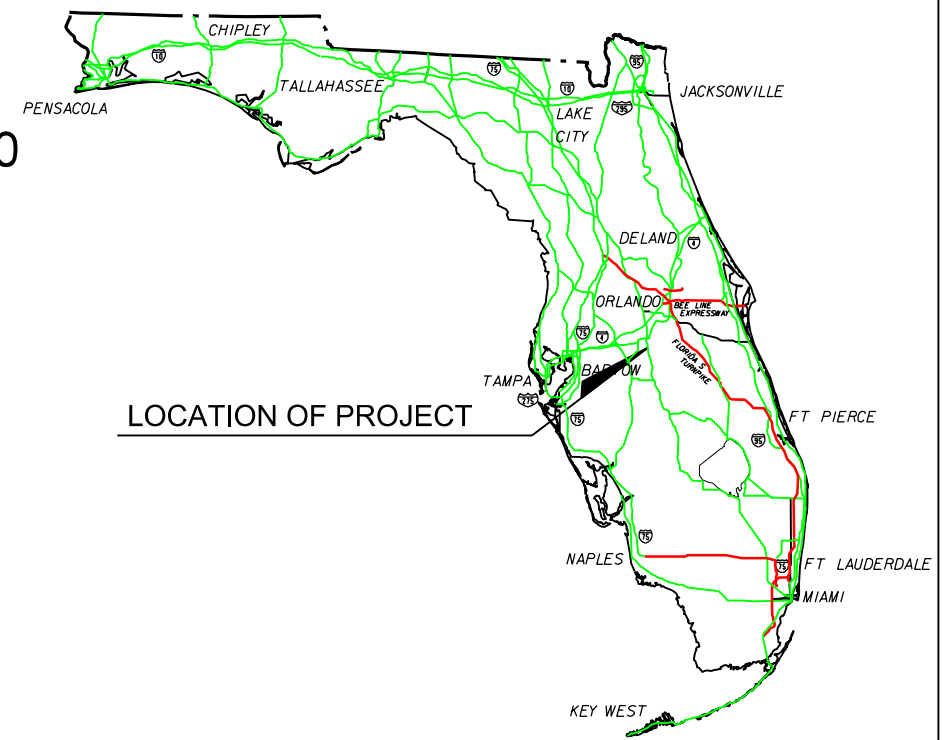 CHIPLEY
10
75
95
TALLAHASSEE
10
JACKSONVILLE
PENSACOLA
295
LAKE
CITY
0
DELAND
4
ORLANDO
BEE LINE
EXPRESSWAY
75
4
FLORIDA'S
TURNPIKE
TAMPA
BARTOW
275
LOCATION OF PROJECT
75
FT PIERCE
95
75
NAPLES
75
FT LAUDERDALE
MIAMI
KEY WEST